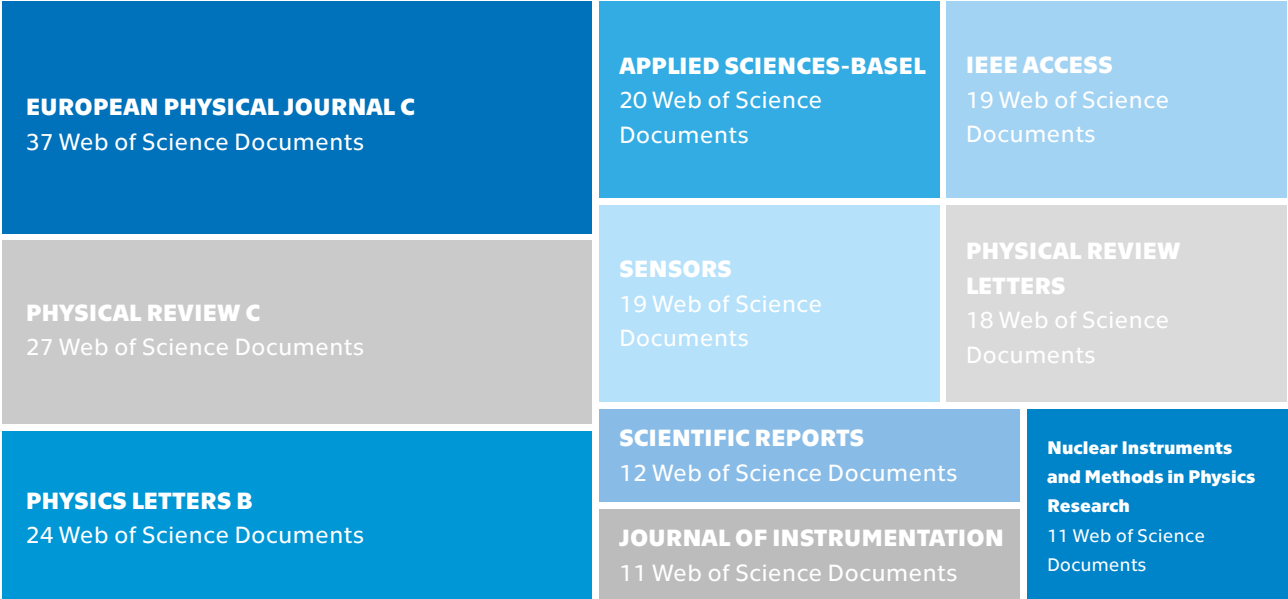 EUROPEAN PHYSICAL JOURNAL C
37 Web of Science Documents
PHYSICAL REVIEW C
27 Web of Science Documents
PHYSICS LETTERS B
24 Web of Science Documents
APPLIED SCIENCES-BASEL
20 Web of Science
Documents
IEEE ACCESS
19 Web of Science
Documents
SENSORS
19 Web of Science
Documents
PHYSICAL REVIEW
LETTERS
18 Web of Science
Documents
SCIENTIFIC REPORTS
12 Web of Science Documents
JOURNAL OF INSTRUMENTATION
11 Web of Science Documents
Nuclear Instruments
and Methods in Physics
Research
11 Web of Science
Documents